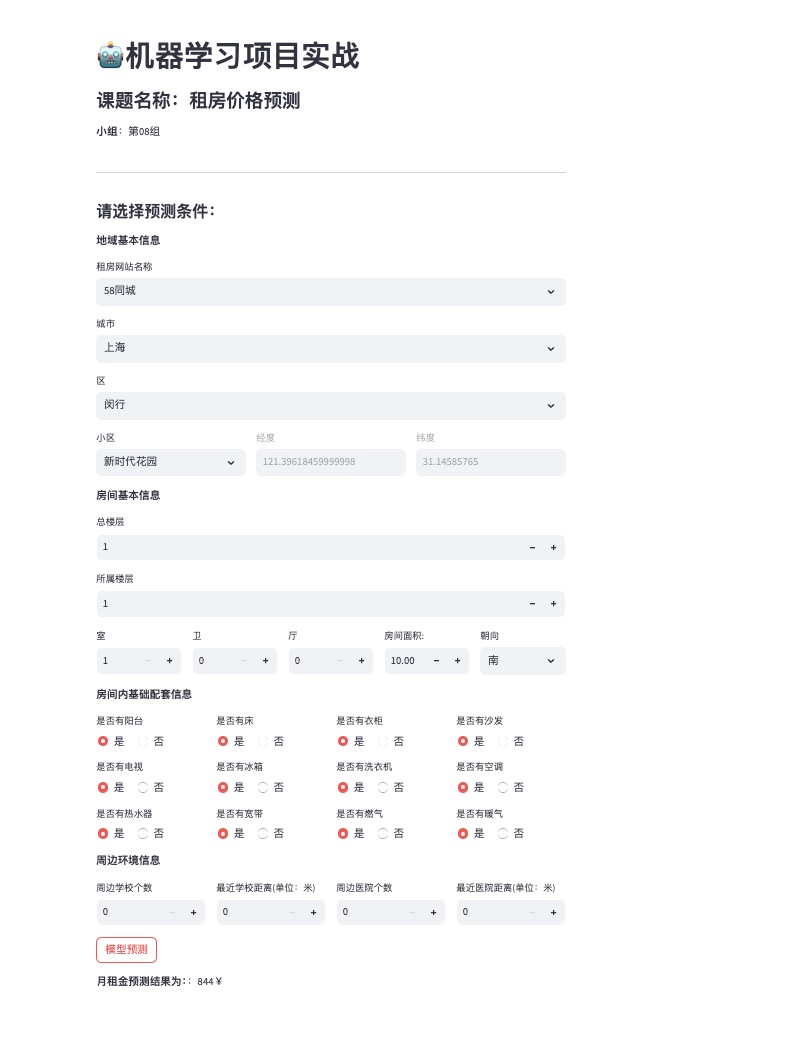 🤖机器学习项目实战
课题名称：租房价格预测
小组：第08组
请选择预测条件：
地域基本信息
租房网站名称
58同城
城市
上海
区
闵行
小区 经度 纬度
新时代花园 121.39618459999998 31.14585765
房间基本信息
总楼层
1 − +
所属楼层
1 − +
室 卫 厅 房间面积: 朝向
1 − + 0 − + 0 − + 10.00 − + 南
房间内基础配套信息
是否有阳台 是否有床 是否有衣柜 是否有沙发
是 否 是 否 是 否 是 否
是否有电视 是否有冰箱 是否有洗衣机 是否有空调
是 否 是 否 是 否 是 否
是否有热水器 是否有宽带 是否有燃气 是否有暖气
是 否 是 否 是 否 是 否
周边环境信息
周边学校个数 最近学校距离(单位：米) 周边医院个数 最近医院距离(单位：米)
0 − + 0 − + 0 − + 0 − +
模型预测
月租金预测结果为：：844￥